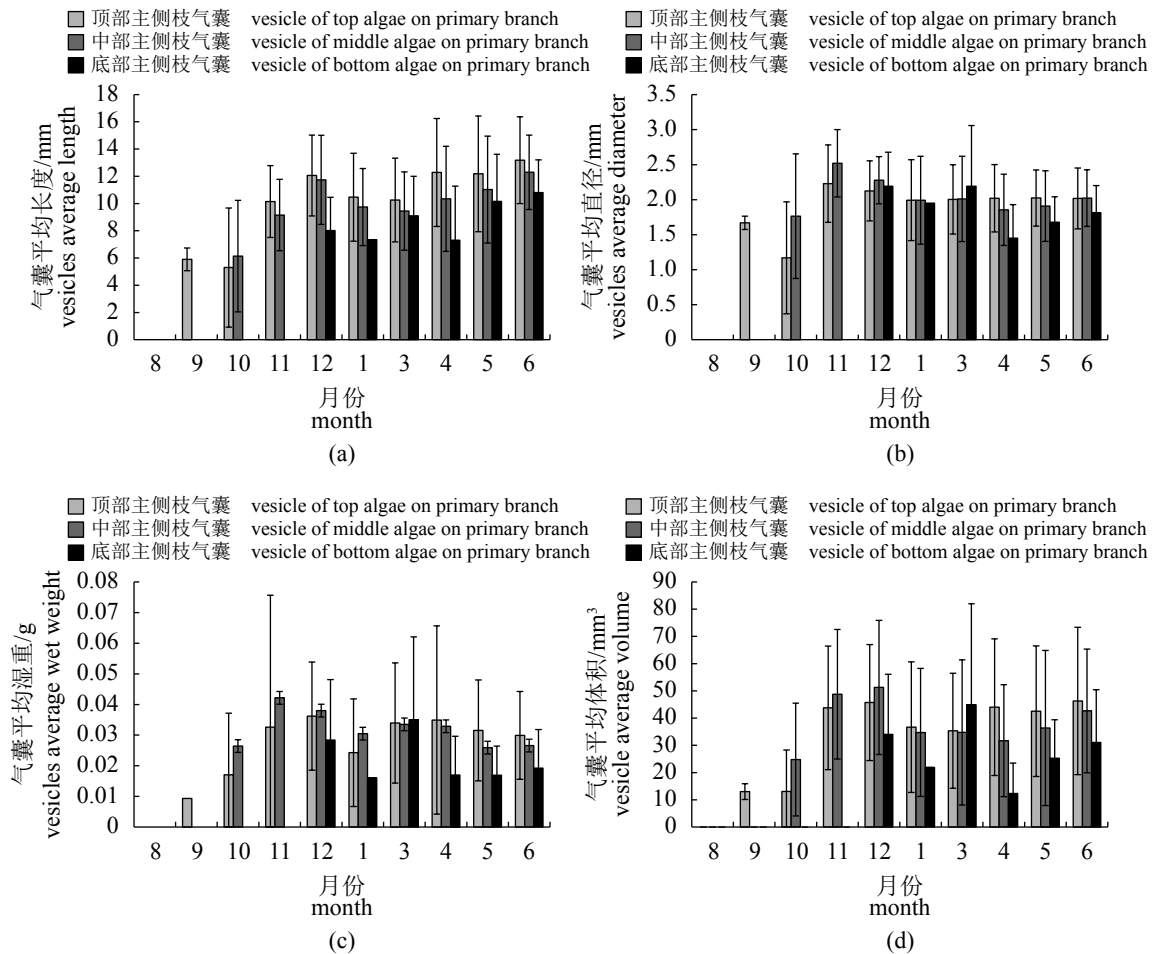 顶部主侧枝气囊 vesicle of top algae on primary branch
中部主侧枝气囊 vesicle of middle algae on primary branch
底部主侧枝气囊 vesicle of bottom algae on primary branch
气囊平均长度/mm
vesicles average length
18
16
14
12
10
8
6
4
2
0
8 9 10 11 12 1 3 4 5 6
月份
month
(a)
顶部主侧枝气囊 vesicle of top algae on primary branch
中部主侧枝气囊 vesicle of middle algae on primary branch
底部主侧枝气囊 vesicle of bottom algae on primary branch
气囊平均直径/mm
vesicles average diameter
3.5
3.0
2.5
2.0
1.5
1.0
0.5
0
8 9 10 11 12 1 3 4 5 6
月份
month
(b)
顶部主侧枝气囊 vesicle of top algae on primary branch
中部主侧枝气囊 vesicle of middle algae on primary branch
底部主侧枝气囊 vesicle of bottom algae on primary branch
气囊平均湿重/g
vesicles average wet weight
0.08
0.07
0.06
0.05
0.04
0.03
0.02
0.01
0
8 9 10 11 12 1 3 4 5 6
月份
month
(c)
顶部主侧枝气囊 vesicle of top algae on primary branch
中部主侧枝气囊 vesicle of middle algae on primary branch
底部主侧枝气囊 vesicle of bottom algae on primary branch
气囊平均体积/mm³
vesicle average volume
90
80
70
60
50
40
30
20
10
0
8 9 10 11 12 1 3 4 5 6
月份
month
(d)